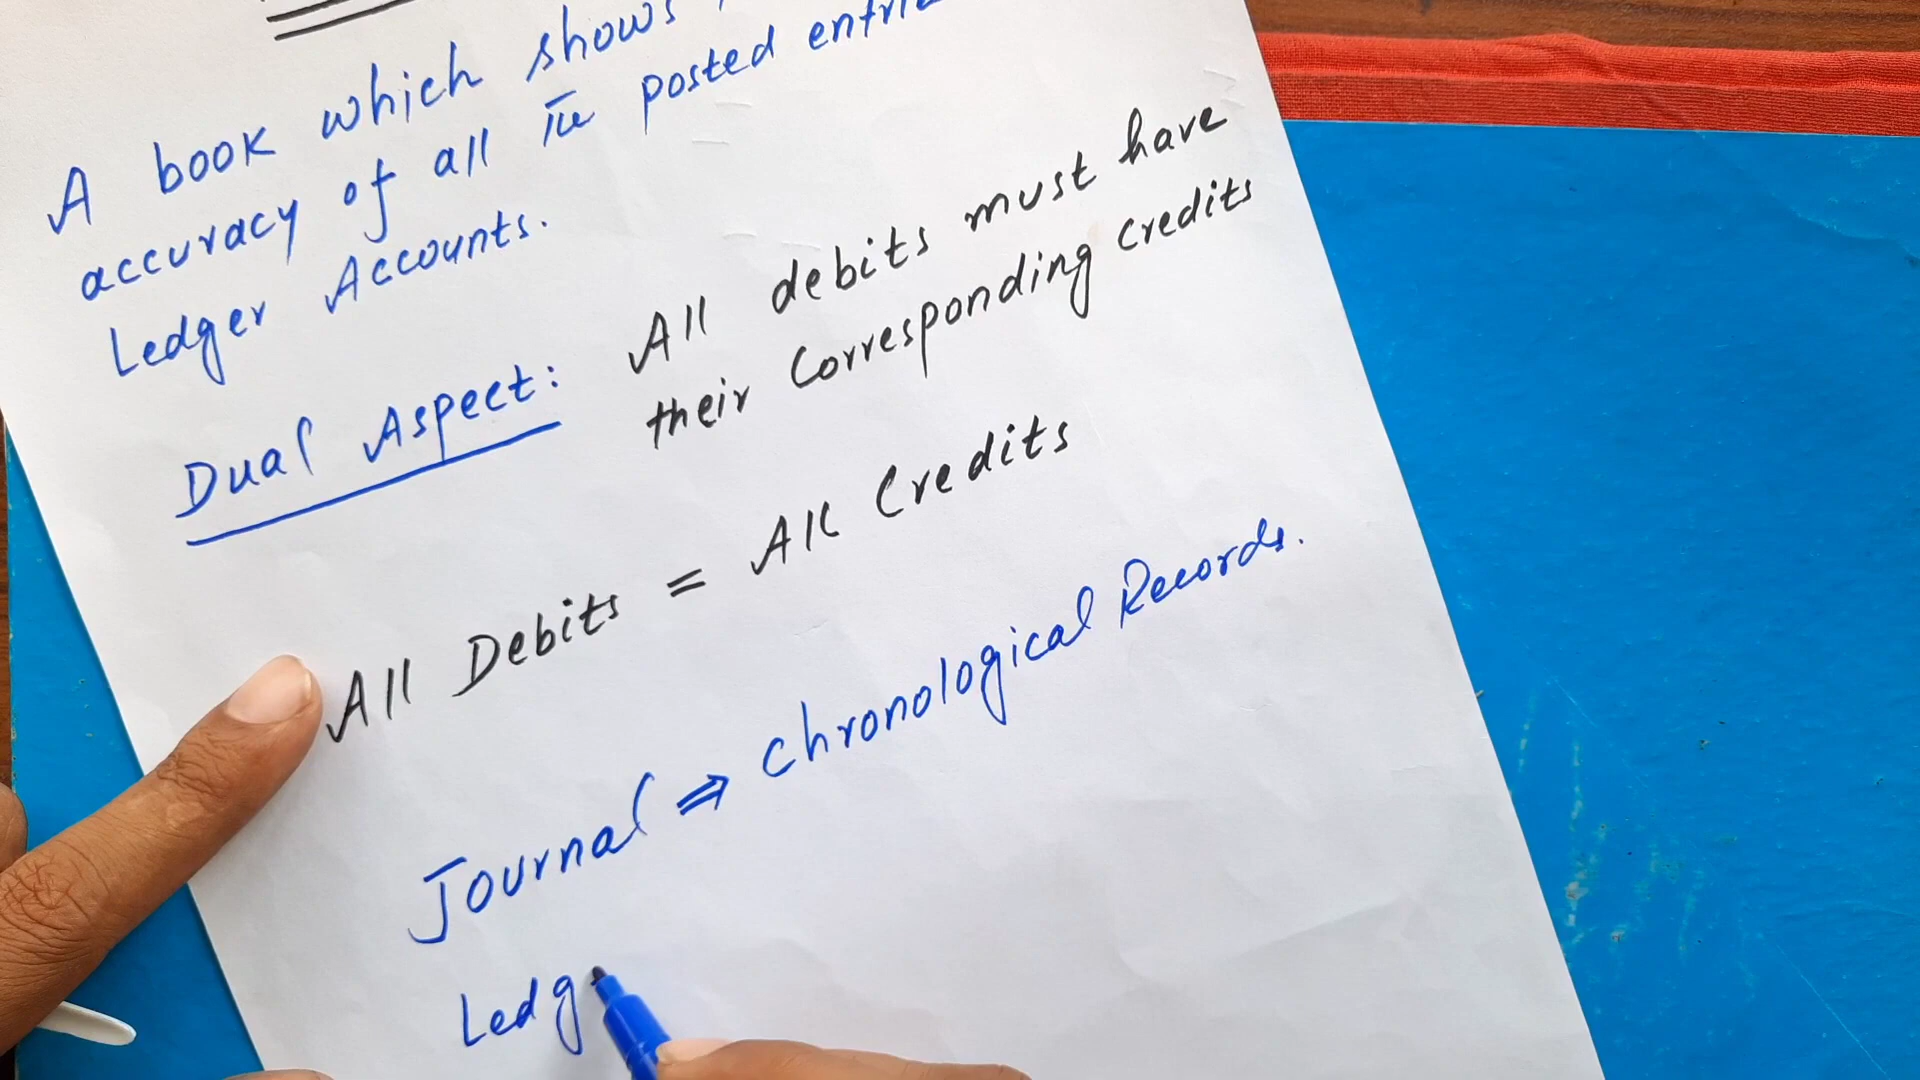 A book which shows
accuracy of all the posted
Ledger Accounts.
Dual Aspect: All debits must have
their Corresponding credits
All Debits = All Credits
Journal ⇒ Chronological Records.
Ledg